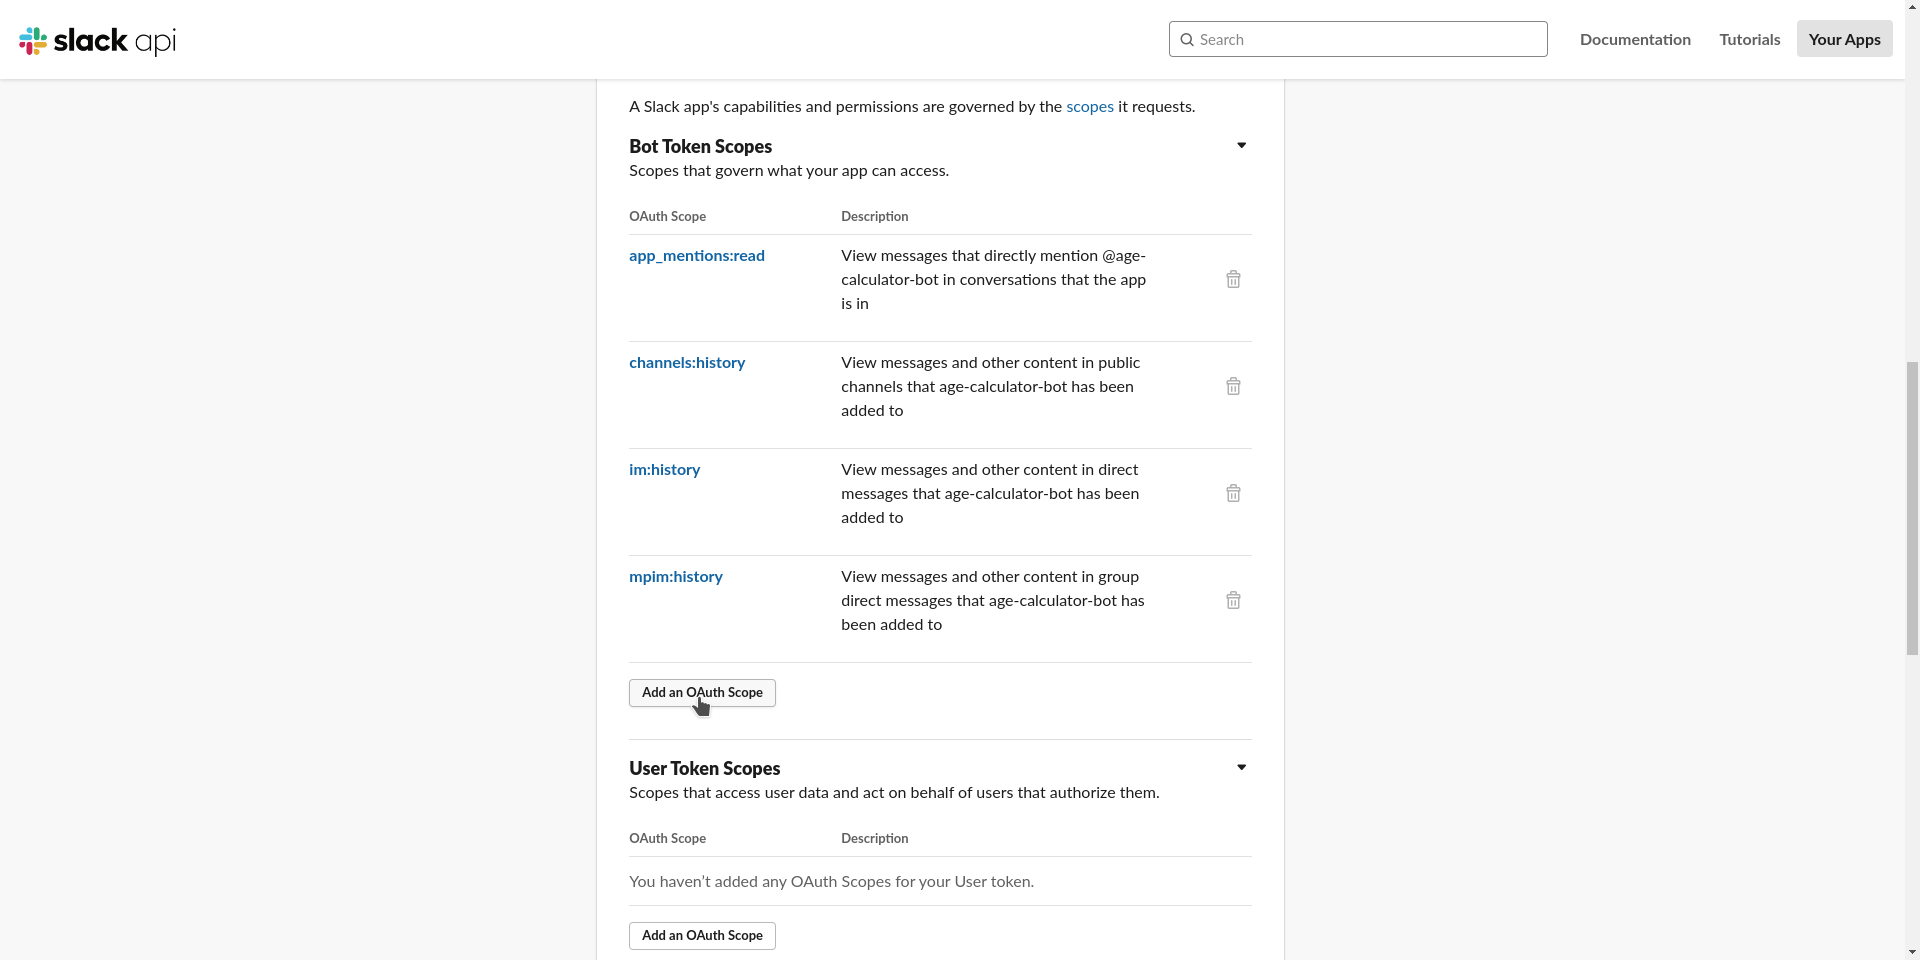 slack api
Search
Documentation
Tutorials
Your Apps
A Slack app's capabilities and permissions are governed by the scopes it requests.
Bot Token Scopes
Scopes that govern what your app can access.
OAuth Scope
Description
app_mentions:read
View messages that directly mention @age-
calculator-bot in conversations that the app
is in
channels:history
View messages and other content in public
channels that age-calculator-bot has been
added to
im:history
View messages and other content in direct
messages that age-calculator-bot has been
added to
mpim:history
View messages and other content in group
direct messages that age-calculator-bot has
been added to
Add an OAuth Scope
User Token Scopes
Scopes that access user data and act on behalf of users that authorize them.
OAuth Scope
Description
You haven’t added any OAuth Scopes for your User token.
Add an OAuth Scope